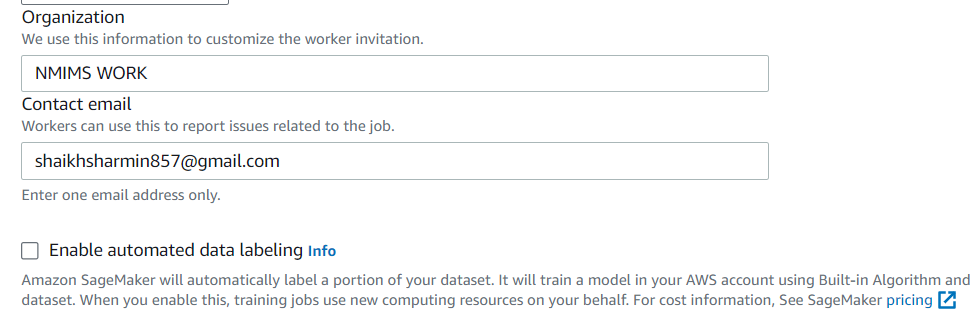 Organization
We use this information to customize the worker invitation.
NMIMS WORK
Contact email
Workers can use this to report issues related to the job.
shaikhsharmin857@gmail.com
Enter one email address only.
Enable automated data labeling Info
Amazon SageMaker will automatically label a portion of your dataset. It will train a model in your AWS account using Built-in Algorithm and
dataset. When you enable this, training jobs use new computing resources on your behalf. For cost information, See SageMaker pricing